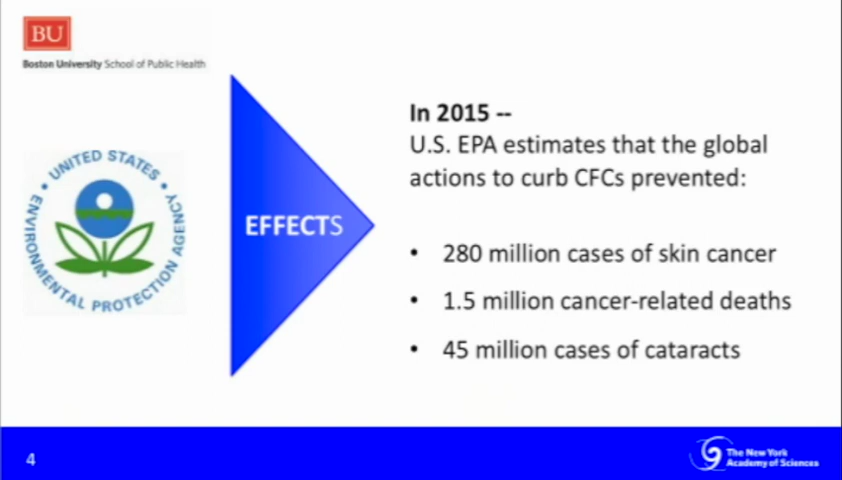 BU
Boston University School of Public Health
UNITED STATES
ENVIRONMENTAL PROTECTION AGENCY
EFFECTS
In 2015 --
U.S. EPA estimates that the global
actions to curb CFCs prevented:
• 280 million cases of skin cancer
• 1.5 million cancer-related deaths
• 45 million cases of cataracts
4
The New York
Academy of Sciences